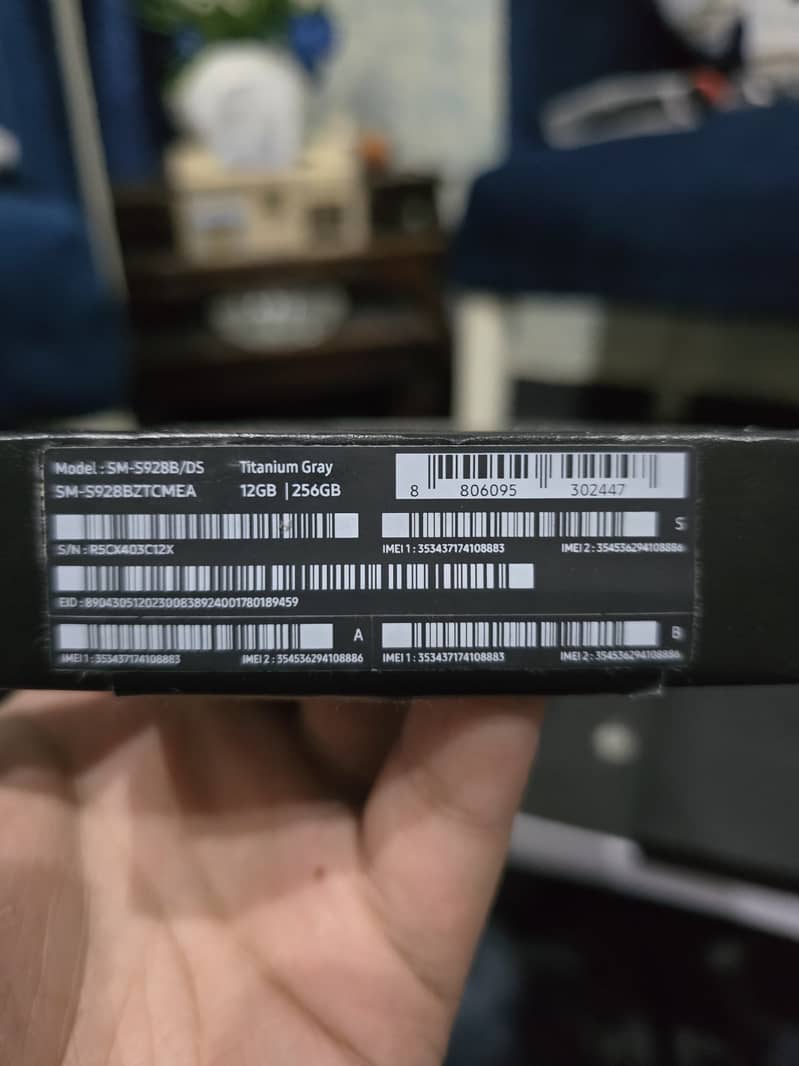 Model : SM-S928B/DS
Titanium Gray
SM-S928BZTCMEA
12GB | 256GB
8 806095 302447
S/N : R5CX403C12X
IMEI 1 : 353437174108883
IMEI 2 : 354536294108886
S
EID : 89043051202300838924001780189459
A
IMEI 1 : 353437174108883
IMEI 2 : 354536294108886
B
IMEI 1 : 353437174108883
IMEI 2 : 354536294108886